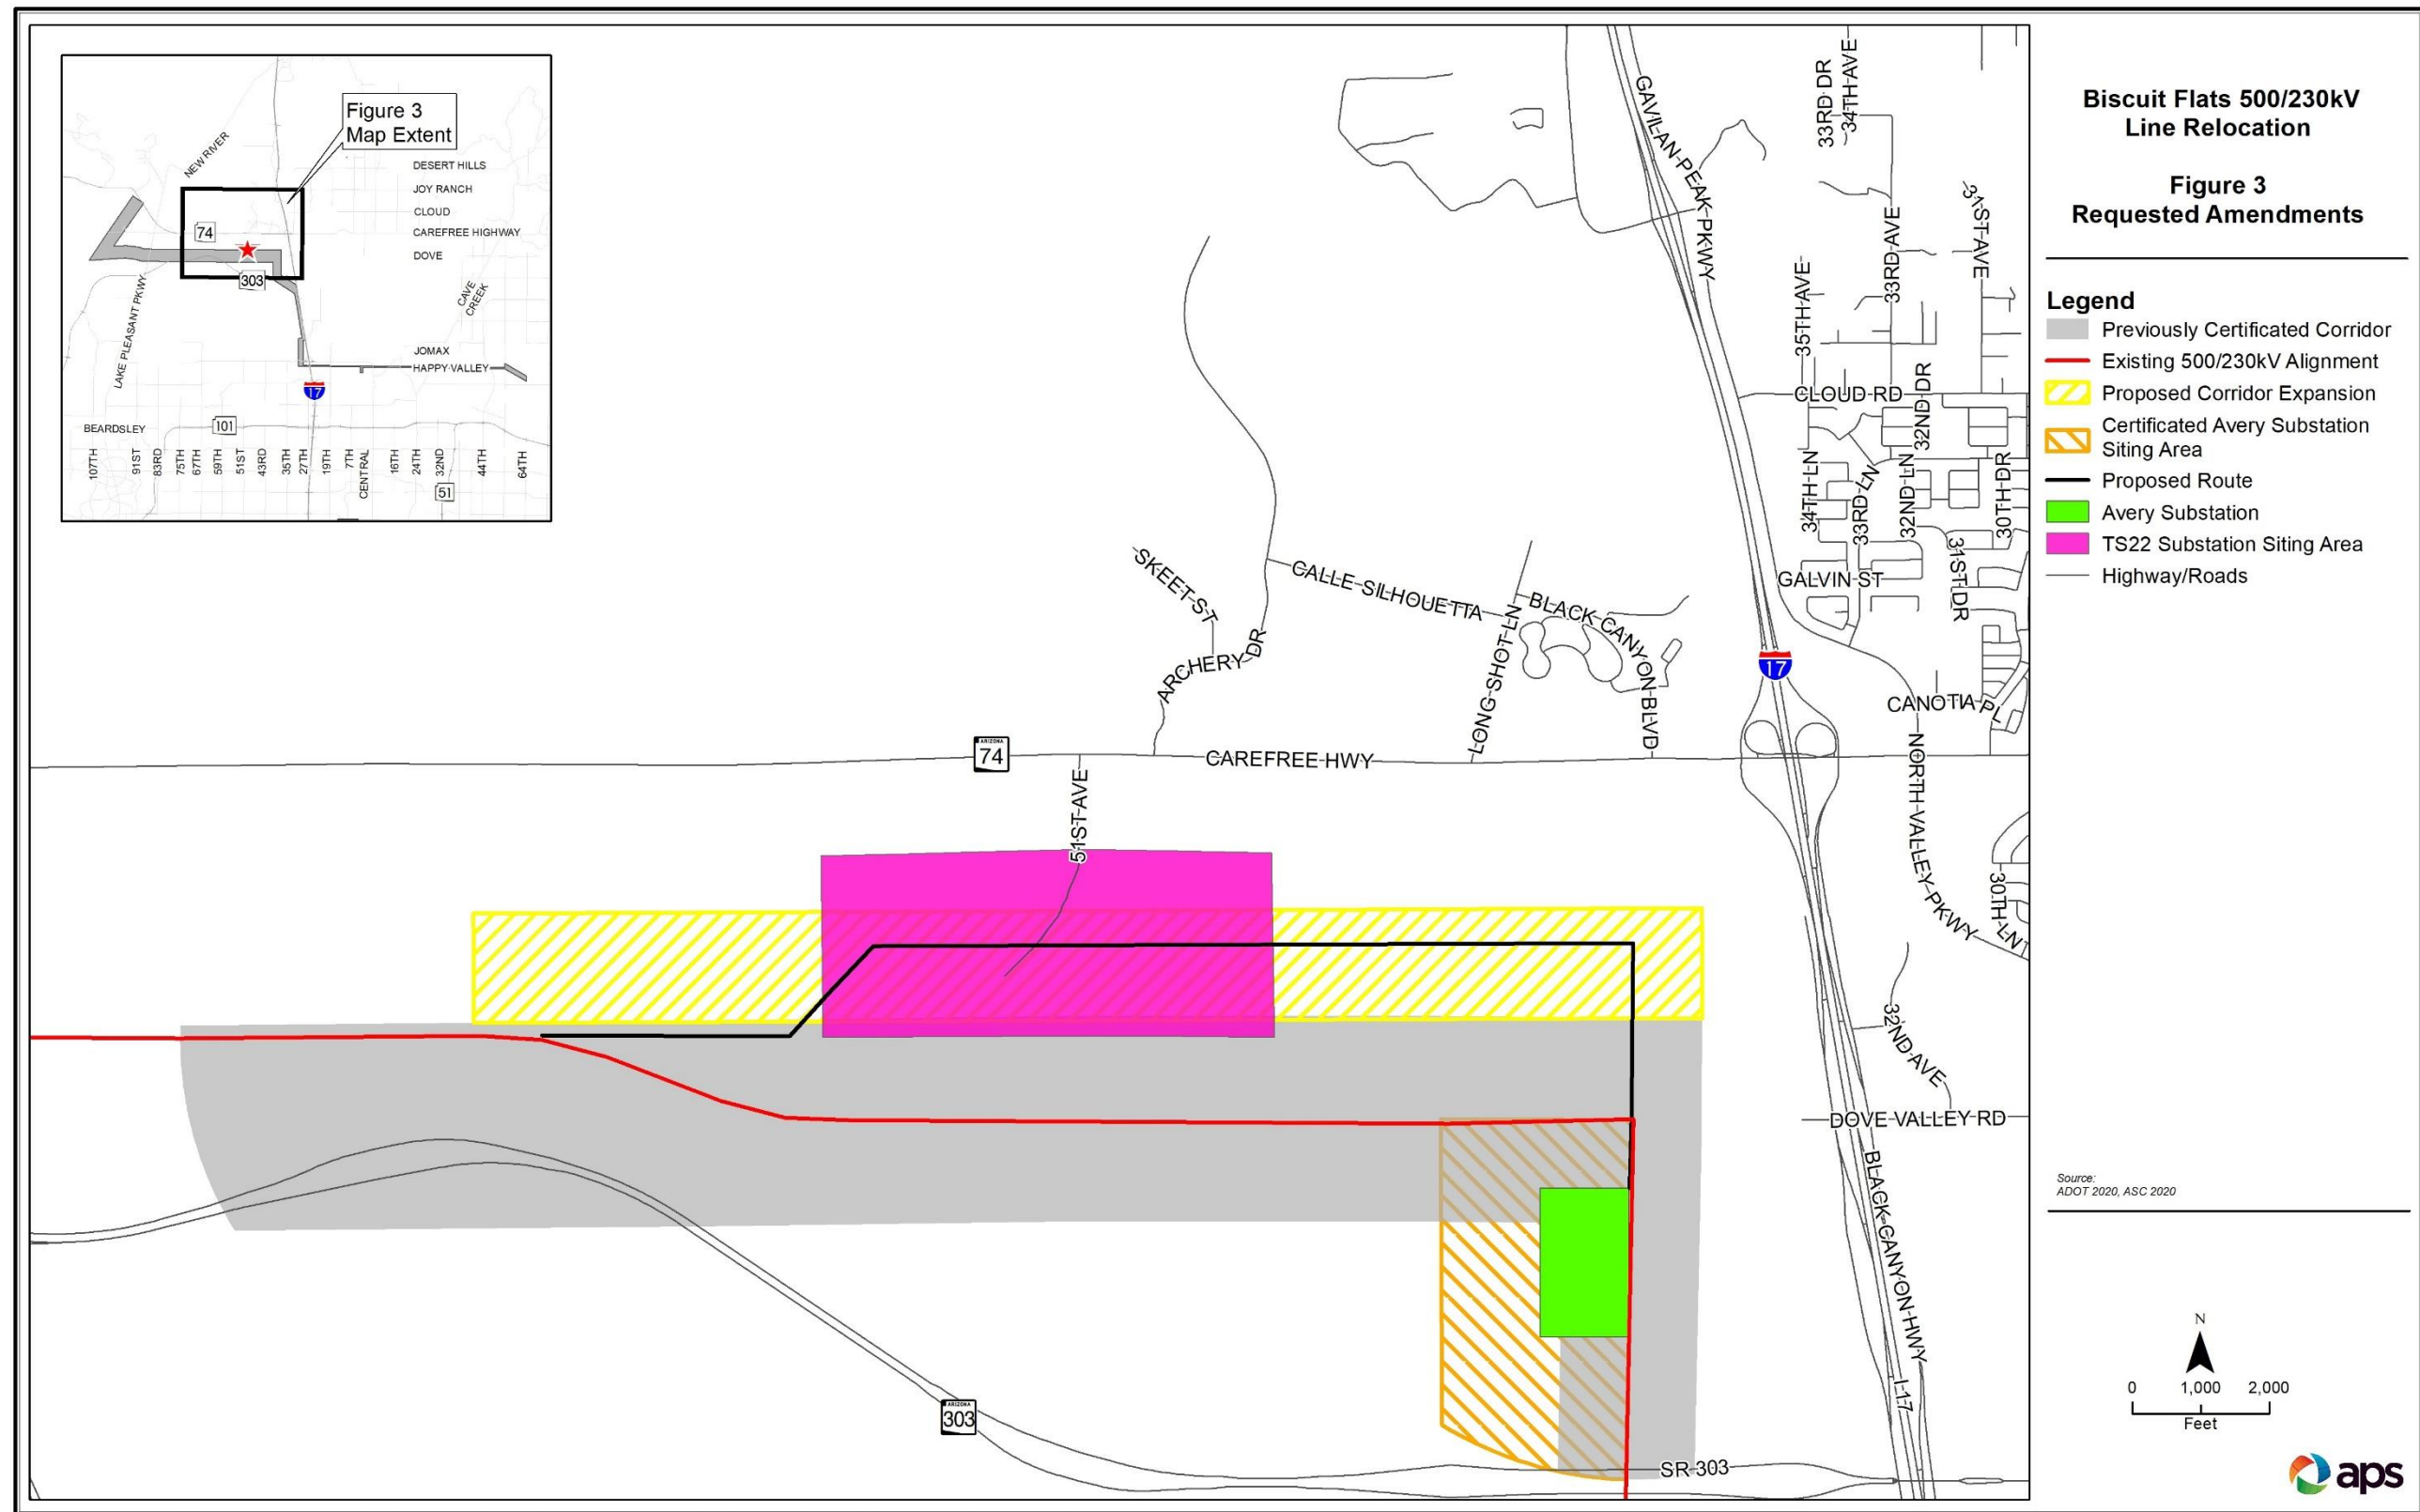 Biscuit Flats 500/230kV
Line Relocation
Figure 3
Requested Amendments
Legend
Previously Certificated Corridor
Existing 500/230kV Alignment
Proposed Corridor Expansion
Certificated Avery Substation
Siting Area
Proposed Route
Avery Substation
TS22 Substation Siting Area
Highway/Roads
Source:
ADOT 2020, ASC 2020
N
0 1,000 2,000
Feet
aps
Figure 3
Map Extent
NEW RIVER
DESERT HILLS
JOY RANCH
CLOUD
CAREFREE HIGHWAY
DOVE
74
303
LAKE PLEASANT PKWY
CAVE
CREEK
JOMAX
HAPPY VALLEY
17
BEARDSLEY
101
107TH
91ST
83RD
75TH
67TH
59TH
51ST
43RD
35TH
27TH
19TH
7TH
CENTRAL
16TH
24TH
32ND
44TH
64TH
51
GAVILAN PEAK PKWY
33RD DR
34TH AVE
31ST AVE
33RD AVE
35TH AVE
CLOUD RD
32ND DR
34TH LN
33RD LN
32ND LN
30TH DR
31ST DR
GALVIN ST
SKEET ST
CALLE SILHOUETTA
BLACK CANYON BLVD
LONG SHOT LN
ARCHERY DR
17
CANOTIA PL
ARIZONA
74
CAREFREE HWY
NORTH VALLEY PKWY
51ST AVE
30TH LN
32ND AVE
DOVE VALLEY RD
BLACK CANYON HWY
I-17
ARIZONA
303
SR 303